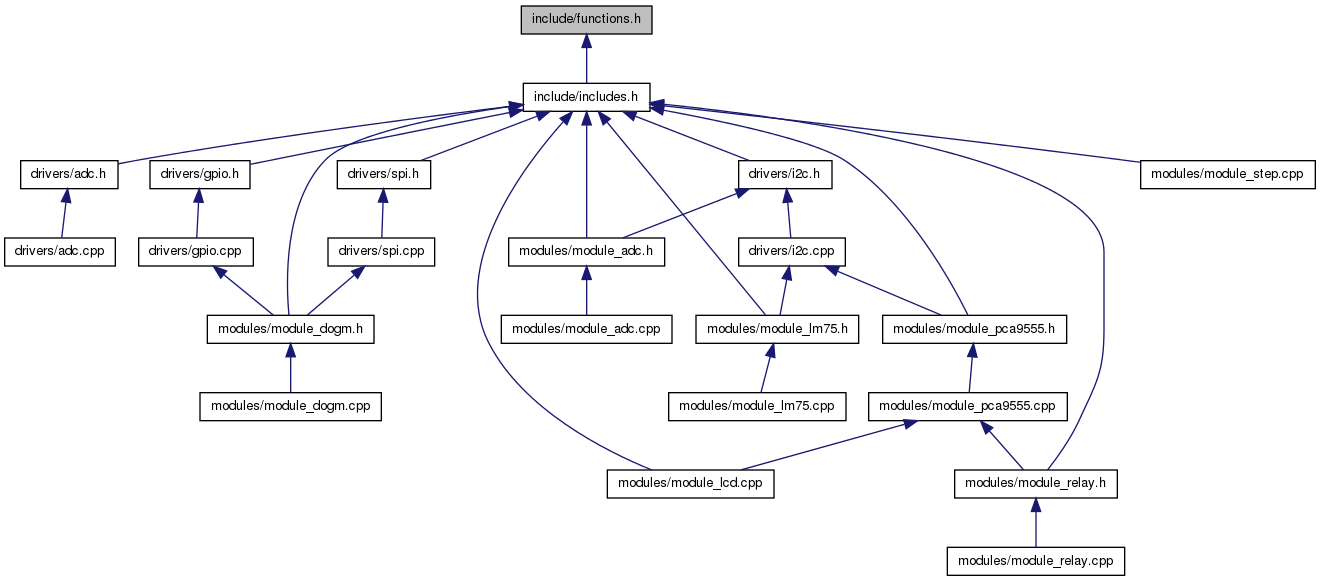 include/functions.h
include/includes.h
drivers/adc.h
drivers/gpio.h
drivers/spi.h
drivers/i2c.h
modules/module_step.cpp
drivers/adc.cpp
drivers/gpio.cpp
drivers/spi.cpp
modules/module_adc.h
drivers/i2c.cpp
modules/module_dogm.h
modules/module_adc.cpp
modules/module_lm75.h
modules/module_pca9555.h
modules/module_dogm.cpp
modules/module_lm75.cpp
modules/module_pca9555.cpp
modules/module_lcd.cpp
modules/module_relay.h
modules/module_relay.cpp